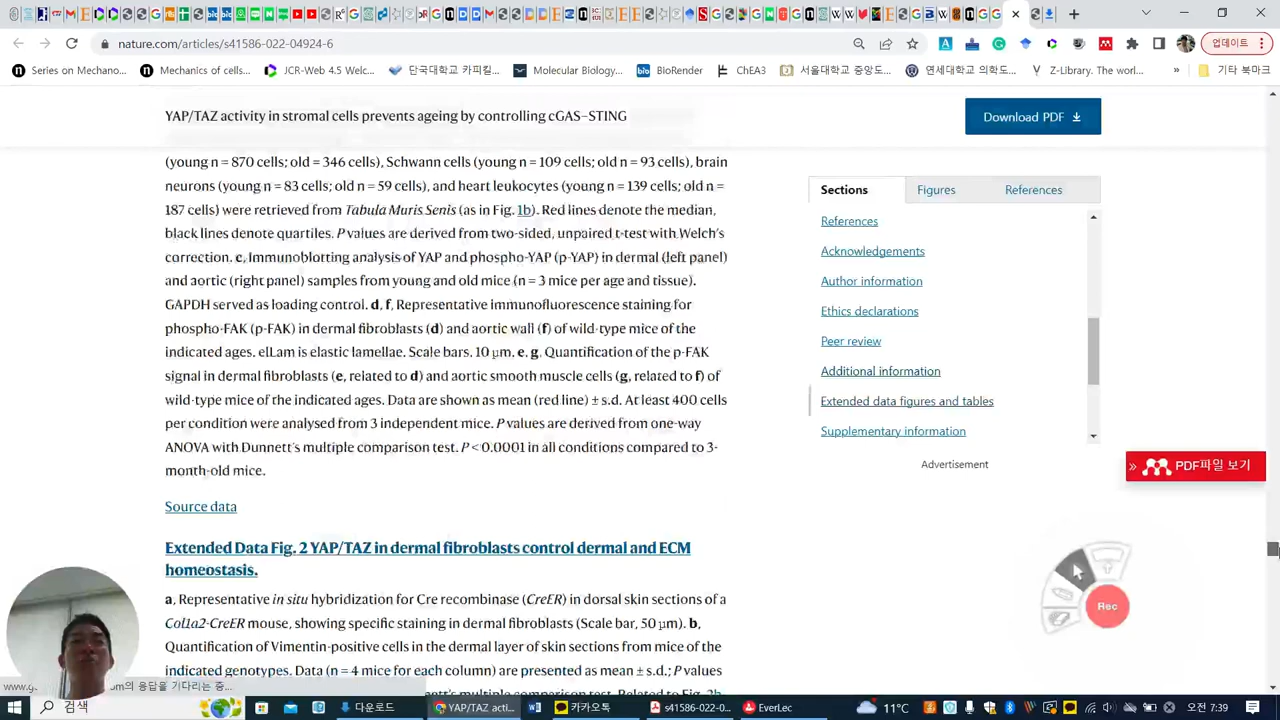 nature.com/articles/s41586-022-04924-6
업데이트
Series on Mechano...
Mechanics of cells...
JCR-Web 4.5 Welc...
단국대학교 카피킬...
Molecular Biology...
BioRender
ChEA3
서울대학교 중앙도...
연세대학교 의학도...
Z-Library. The worl...
»
기타 북마크
YAP/TAZ activity in stromal cells prevents ageing by controlling cGAS–STING
Download PDF
(young n = 870 cells; old = 346 cells), Schwann cells (young n = 109 cells; old n = 93 cells), brain
neurons (young n = 83 cells; old n = 59 cells), and heart leukocytes (young n = 139 cells; old n =
187 cells) were retrieved from Tabula Muris Senis (as in Fig. 1b). Red lines denote the median,
black lines denote quartiles. P values are derived from two-sided, unpaired t-test with Welch's
correction. c, Immunoblotting analysis of YAP and phospho-YAP (p-YAP) in dermal (left panel)
and aortic (right panel) samples from young and old mice (n = 3 mice per age and tissue).
GAPDH served as loading control. d, f, Representative immunofluorescence staining for
phospho-FAK (p-FAK) in dermal fibroblasts (d) and aortic wall (f) of wild-type mice of the
indicated ages. elLam is elastic lamellae. Scale bars. 10 μm. e. g, Quantification of the p-FAK
signal in dermal fibroblasts (e, related to d) and aortic smooth muscle cells (g, related to f) of
wild-type mice of the indicated ages. Data are shown as mean (red line) ± s.d. At least 400 cells
per condition were analysed from 3 independent mice. P values are derived from one-way
ANOVA with Dunnett's multiple comparison test. P < 0.0001 in all conditions compared to 3-
month-old mice.
Source data
Extended Data Fig. 2 YAP/TAZ in dermal fibroblasts control dermal and ECM
homeostasis.
a, Representative in situ hybridization for Cre recombinase (CreER) in dorsal skin sections of a
Col1a2-CreER mouse, showing specific staining in dermal fibroblasts (Scale bar, 50 μm). b,
Quantification of Vimentin-positive cells in the dermal layer of skin sections from mice of the
indicated genotypes. Data (n = 4 mice for each column) are presented as mean ± s.d.; P values
Sections
Figures
References
References
Acknowledgements
Author information
Ethics declarations
Peer review
Additional information
Extended data figures and tables
Supplementary information
Advertisement
» PDF파일 보기
Rec
검색
다운로드
YAP/TAZ acti...
카카오톡
s41586-022-0...
EverLec
11°C
7:39